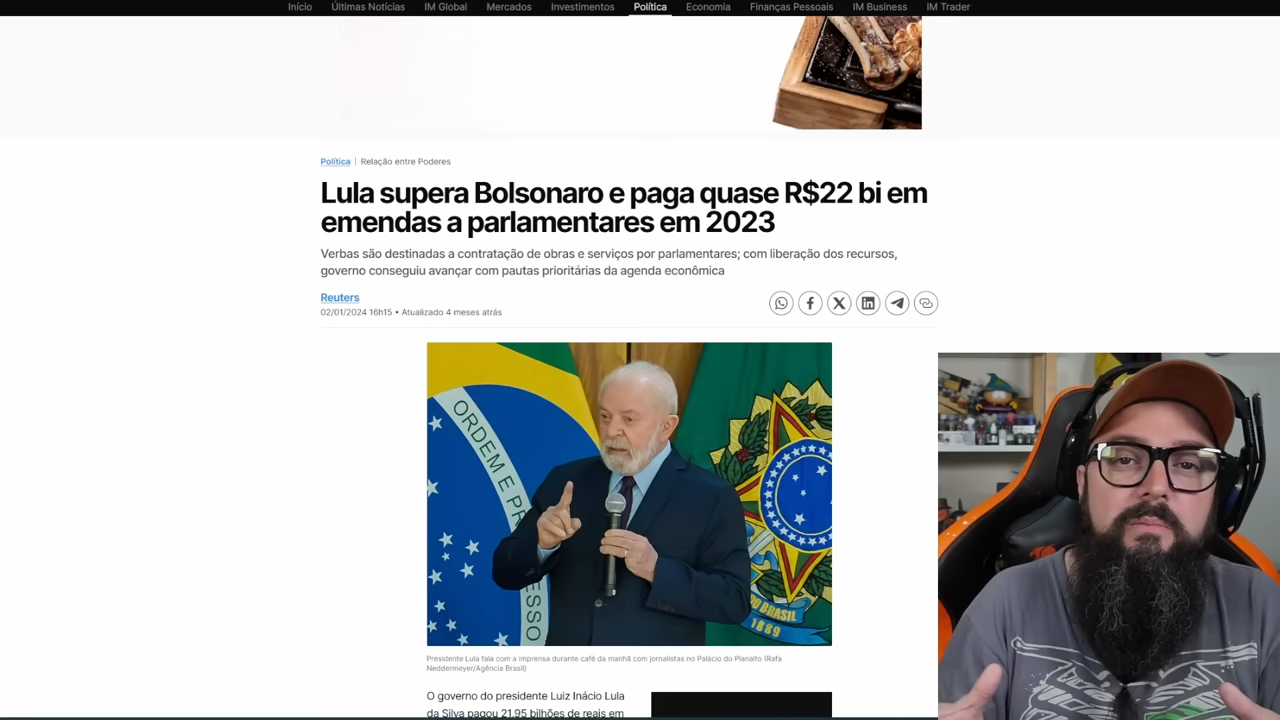 Início Últimas Notícias IM Global Mercados Investimentos Política Economia Finanças Pessoais IM Business IM Trader
Política | Relação entre Poderes
Lula supera Bolsonaro e paga quase R$22 bi em
emendas a parlamentares em 2023
Verbas são destinadas a contratação de obras e serviços por parlamentares; com liberação dos recursos,
governo conseguiu avançar com pautas prioritárias da agenda econômica
Reuters
02/01/2024 16h15 • Atualizado 4 meses atrás
ORDEM E PR
ESSO
DO BRASIL
1889
Presidente Lula fala com a imprensa durante café da manhã com jornalistas no Palácio do Planalto (Rafa
Neddermeyer/Agência Brasil)
O governo do presidente Luiz Inácio Lula
da Silva pagou 21,95 bilhões de reais em